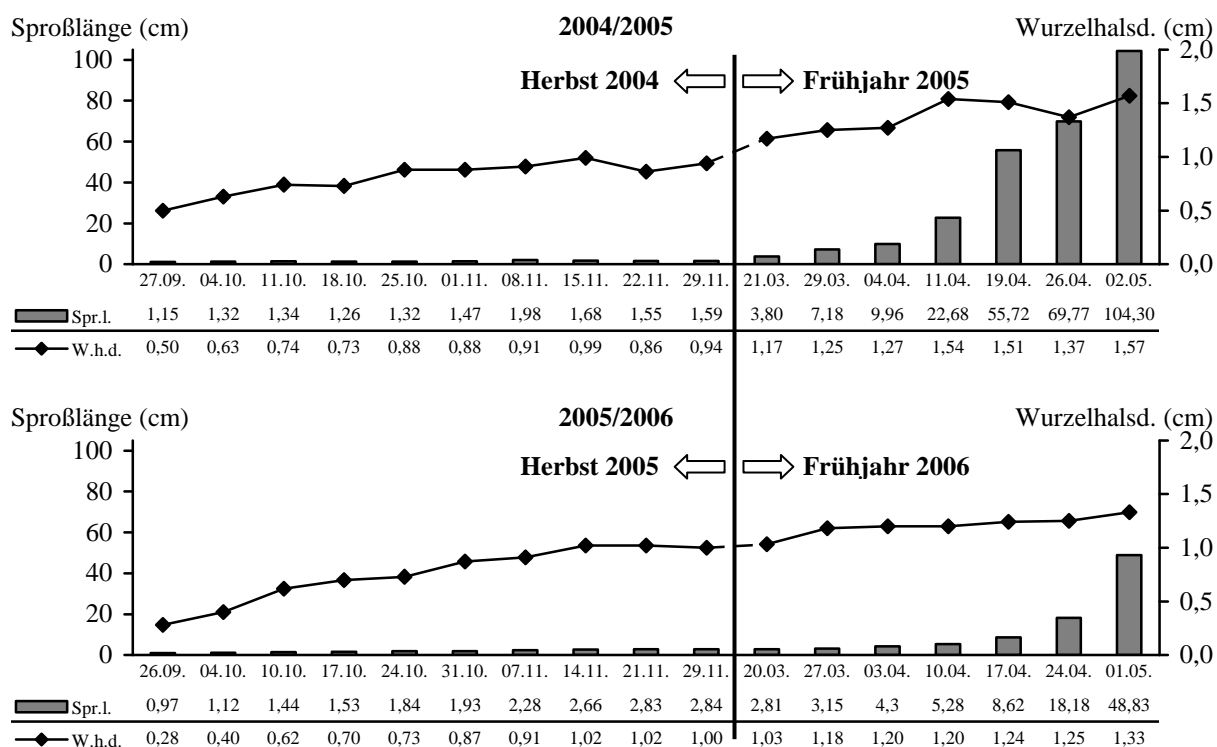 Sproßlänge (cm) 2004/2005 Wurzelhalsd. (cm)
100 2,0
Herbst 2004 Frühjahr 2005
80 1,5
60
1,0
40
20 0,5
0 0,0
27.09. 04.10. 11.10. 18.10. 25.10. 01.11. 08.11. 15.11. 22.11. 29.11. 21.03. 29.03. 04.04. 11.04. 19.04. 26.04. 02.05.
Spr.l. 1,15 1,32 1,34 1,26 1,32 1,47 1,98 1,68 1,55 1,59 3,80 7,18 9,96 22,68 55,72 69,77 104,30
W.h.d. 0,50 0,63 0,74 0,73 0,88 0,88 0,91 0,99 0,86 0,94 1,17 1,25 1,27 1,54 1,51 1,37 1,57
Sproßlänge (cm) 2005/2006 Wurzelhalsd. (cm)
100 2,0
Herbst 2005 Frühjahr 2006
80 1,5
60
1,0
40
20 0,5
0 0,0
26.09. 04.10. 10.10. 17.10. 24.10. 31.10. 07.11. 14.11. 21.11. 29.11. 20.03. 27.03. 03.04. 10.04. 17.04. 24.04. 01.05.
Spr.l. 0,97 1,12 1,44 1,53 1,84 1,93 2,28 2,66 2,83 2,84 2,81 3,15 4,3 5,28 8,62 18,18 48,83
W.h.d. 0,28 0,40 0,62 0,70 0,73 0,87 0,91 1,02 1,02 1,00 1,03 1,18 1,20 1,20 1,24 1,25 1,33